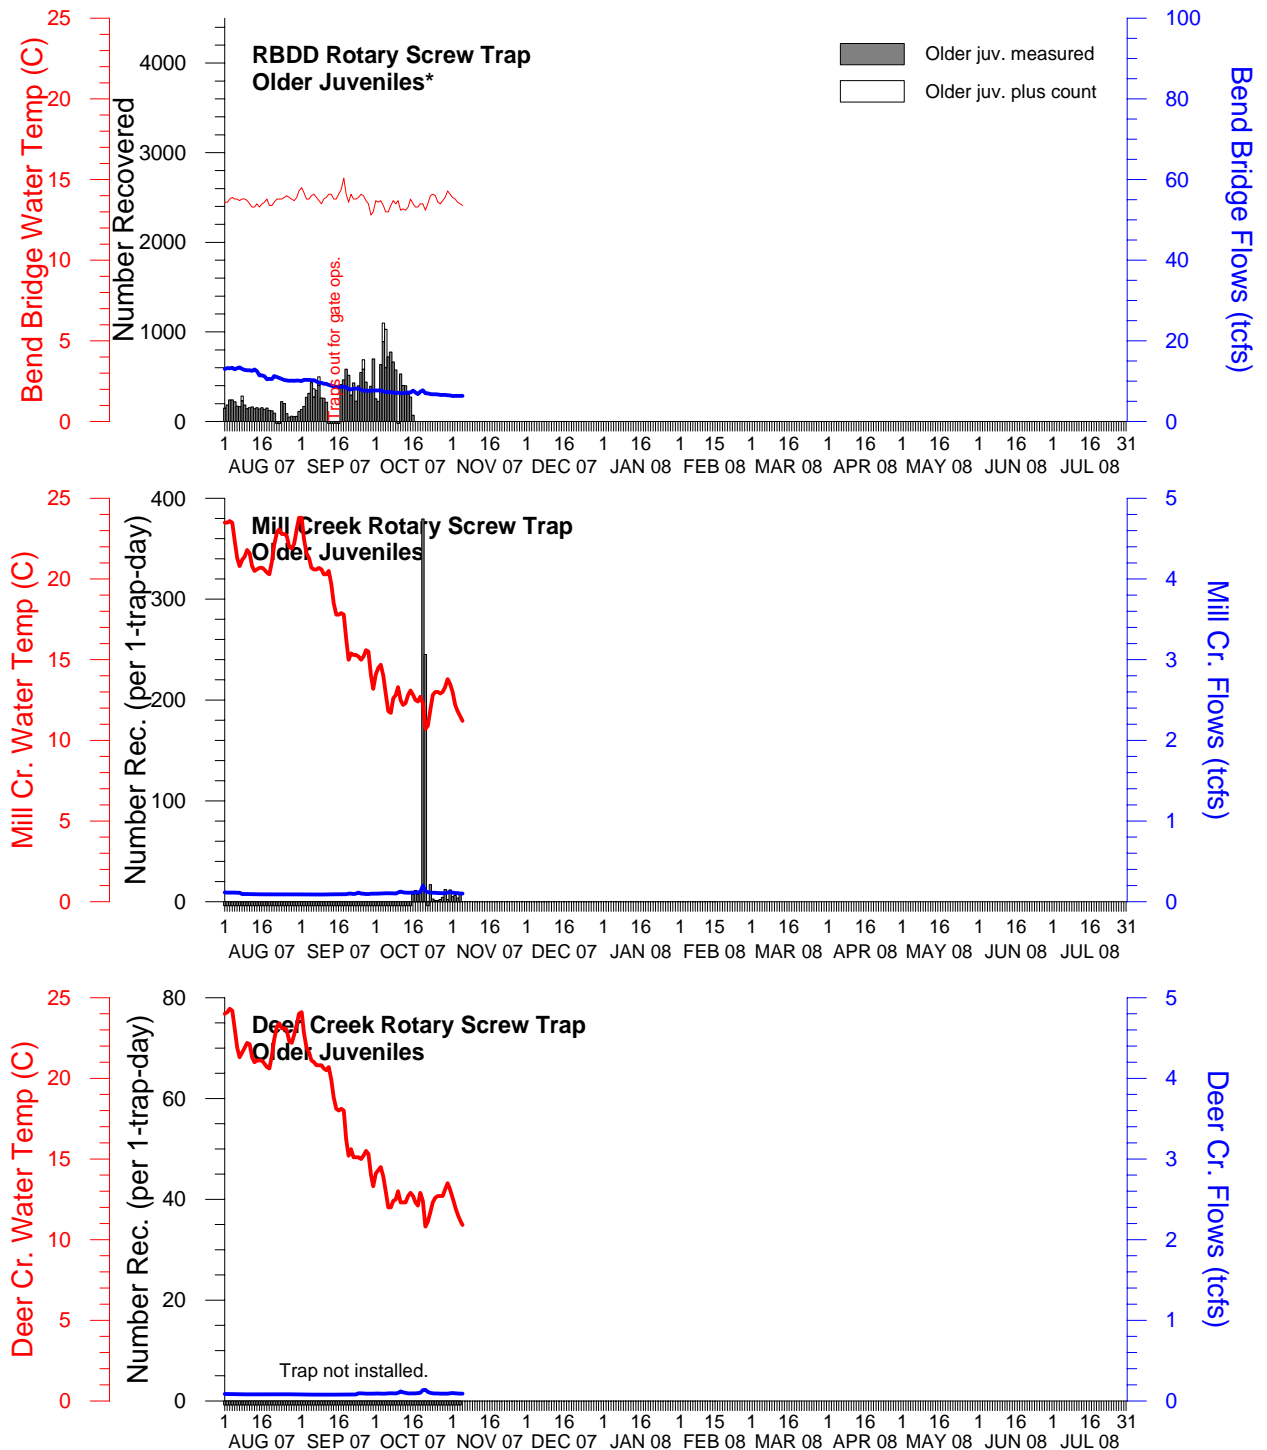 RBDD Rotary Screw Trap
Older Juveniles*
Older juv. measured
Older juv. plus count
Bend Bridge Water Temp (C)
25
20
15
10
5
0
Number Recovered
4000
3000
2000
1000
0
Traps out for gate ops.
Bend Bridge Flows (tcfs)
100
80
60
40
20
0
1 16 1 16 1 16 1 16 1 16 1 16 1 15 1 16 1 16 1 16 1 16 1 16 31
AUG 07 SEP 07 OCT 07 NOV 07 DEC 07 JAN 08 FEB 08 MAR 08 APR 08 MAY 08 JUN 08 JUL 08
Mill Creek Rotary Screw Trap
Older Juveniles
Mill Cr. Water Temp (C)
25
20
15
10
5
0
Number Rec. (per 1-trap-day)
400
300
200
100
0
Mill Cr. Flows (tcfs)
5
4
3
2
1
0
1 16 1 16 1 16 1 16 1 16 1 16 1 15 1 16 1 16 1 16 1 16 1 16 31
AUG 07 SEP 07 OCT 07 NOV 07 DEC 07 JAN 08 FEB 08 MAR 08 APR 08 MAY 08 JUN 08 JUL 08
Deer Creek Rotary Screw Trap
Older Juveniles
Deer Cr. Water Temp (C)
25
20
15
10
5
0
Number Rec. (per 1-trap-day)
80
60
40
20
0
Trap not installed.
Deer Cr. Flows (tcfs)
5
4
3
2
1
0
1 16 1 16 1 16 1 16 1 16 1 16 1 15 1 16 1 16 1 16 1 16 1 16 31
AUG 07 SEP 07 OCT 07 NOV 07 DEC 07 JAN 08 FEB 08 MAR 08 APR 08 MAY 08 JUN 08 JUL 08